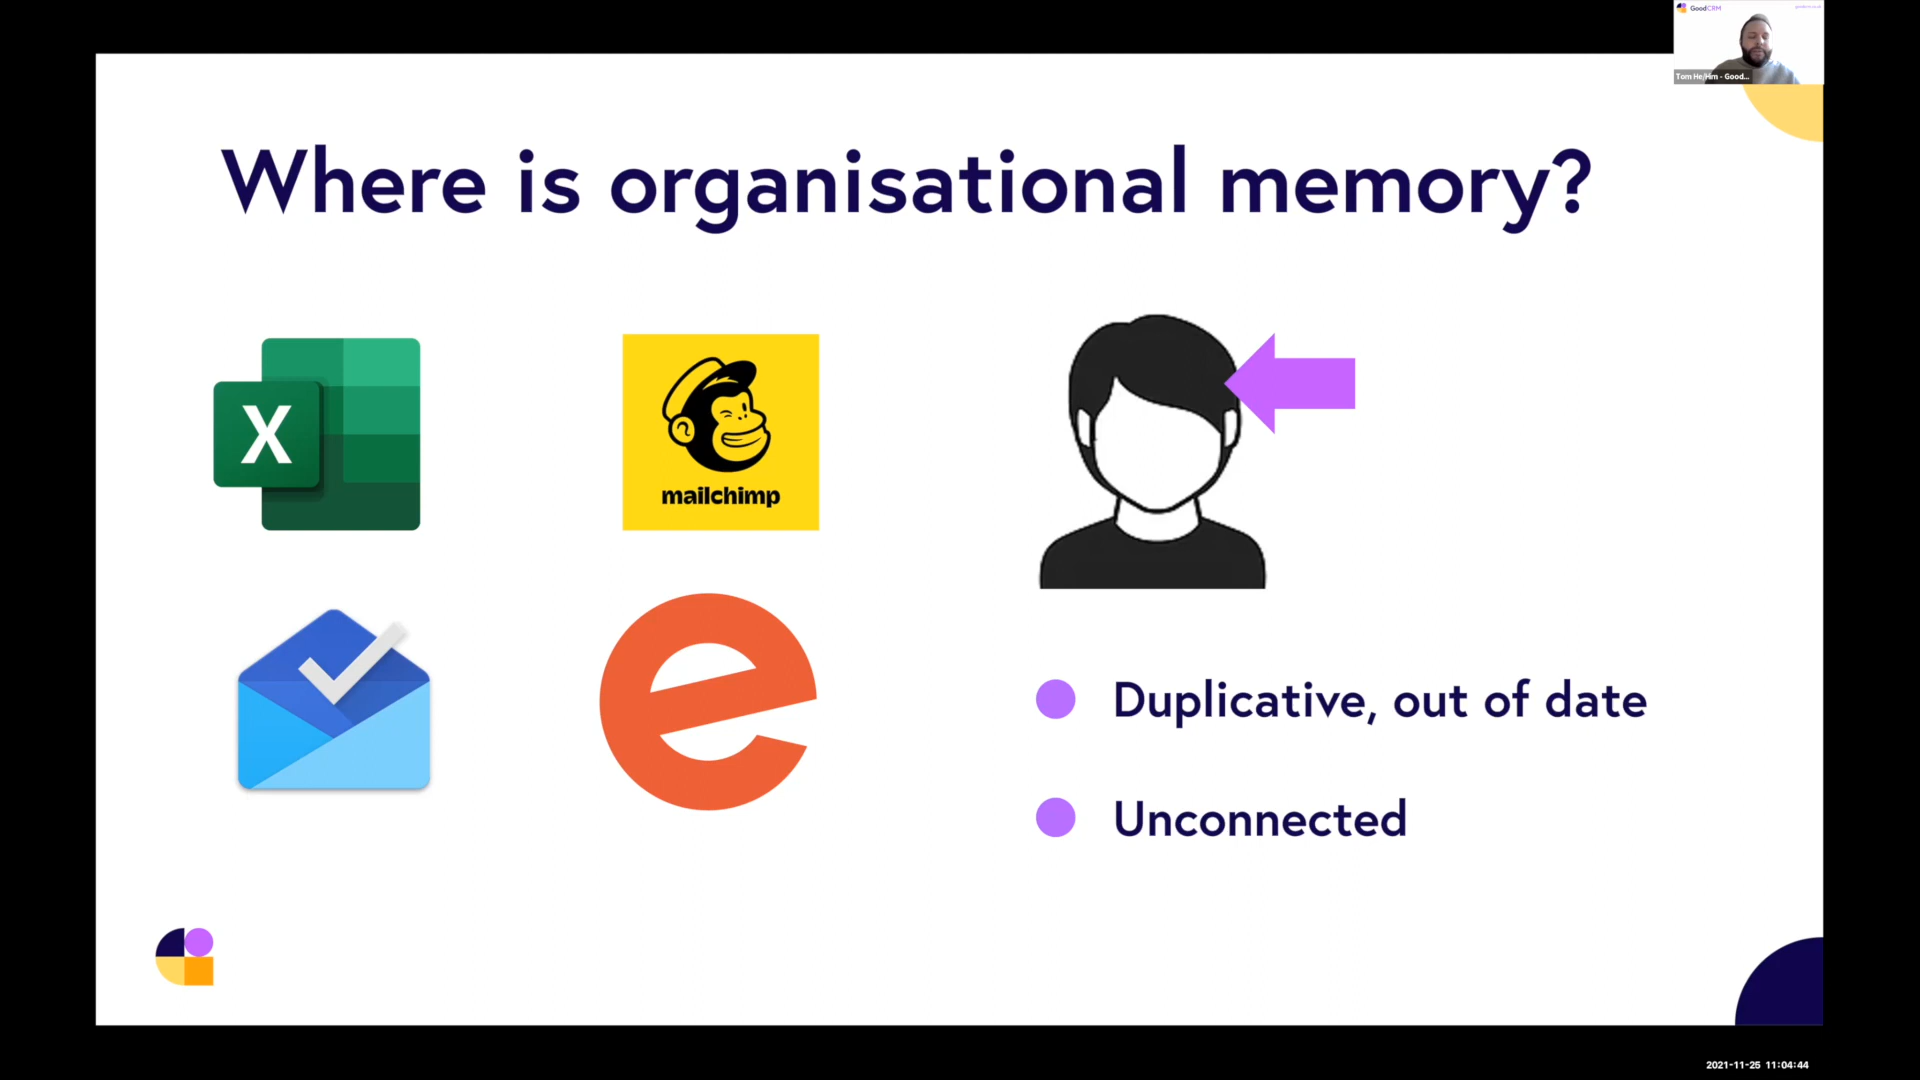 GoodCRM
Tom He/Him - Good...
Where is organisational memory?
X
mailchimp
e
Duplicative, out of date
Unconnected
2021-11-25 11:04:44